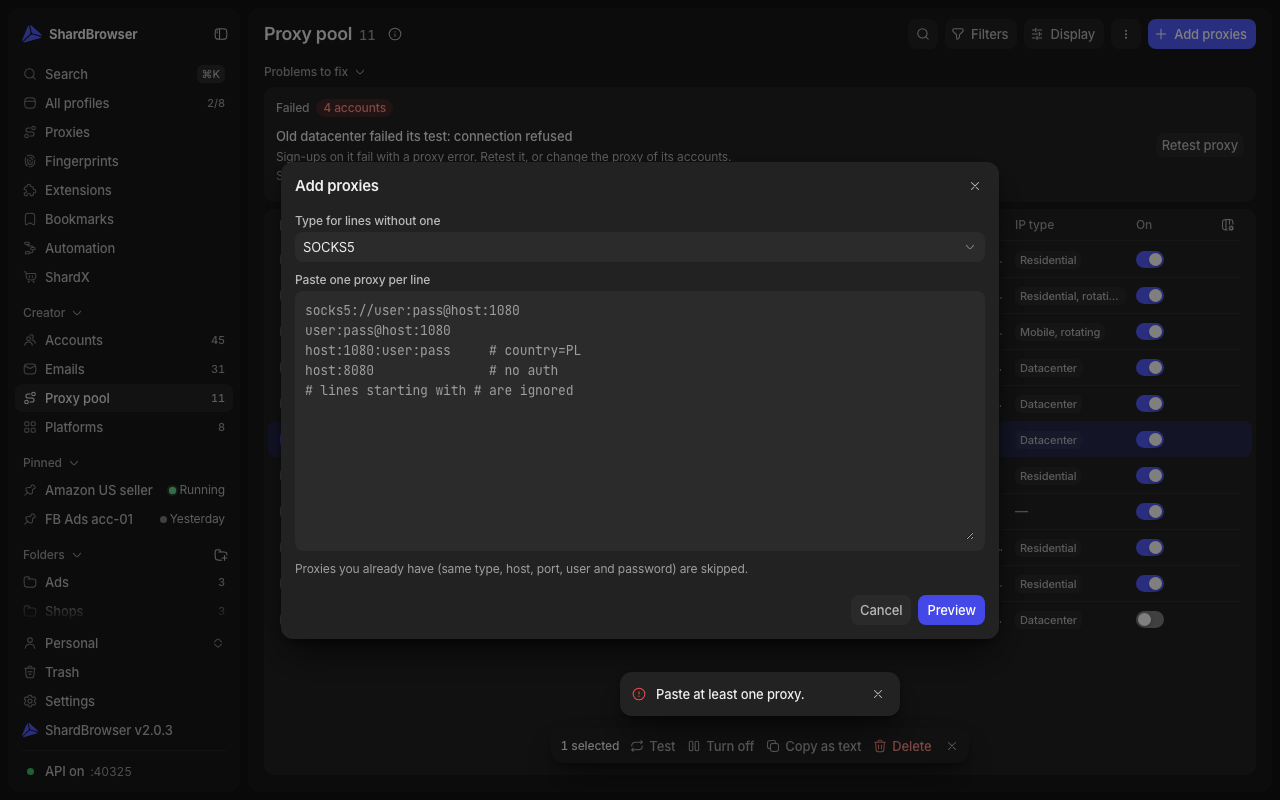 ShardBrowser
Search ⌘K
All profiles 2/8
Proxies
Fingerprints
Extensions
Bookmarks
Automation
ShardX
Creator
Accounts 45
Emails 31
Proxy pool 11
Platforms 8
Pinned
Amazon US seller Running
FB Ads acc-01 Yesterday
Folders
Ads 3
Shops 3
Personal
Trash
Settings
ShardBrowser v2.0.3
API on :40325
Proxy pool 11
Filters
Display
Add proxies
Problems to fix
Failed 4 accounts
Old datacenter failed its test: connection refused
Sign-ups on it fail with a proxy error. Retest it, or change the proxy of its accounts.
Retest proxy
IP type On
Residential
Residential, rotati...
Mobile, rotating
Datacenter
Datacenter
Datacenter
Residential
—
Residential
Residential
Datacenter
Add proxies
Type for lines without one
SOCKS5
Paste one proxy per line
socks5://user:pass@host:1080
user:pass@host:1080
host:1080:user:pass # country=PL
host:8080 # no auth
# lines starting with # are ignored
Proxies you already have (same type, host, port, user and password) are skipped.
Cancel Preview
Paste at least one proxy.
1 selected Test Turn off Copy as text Delete